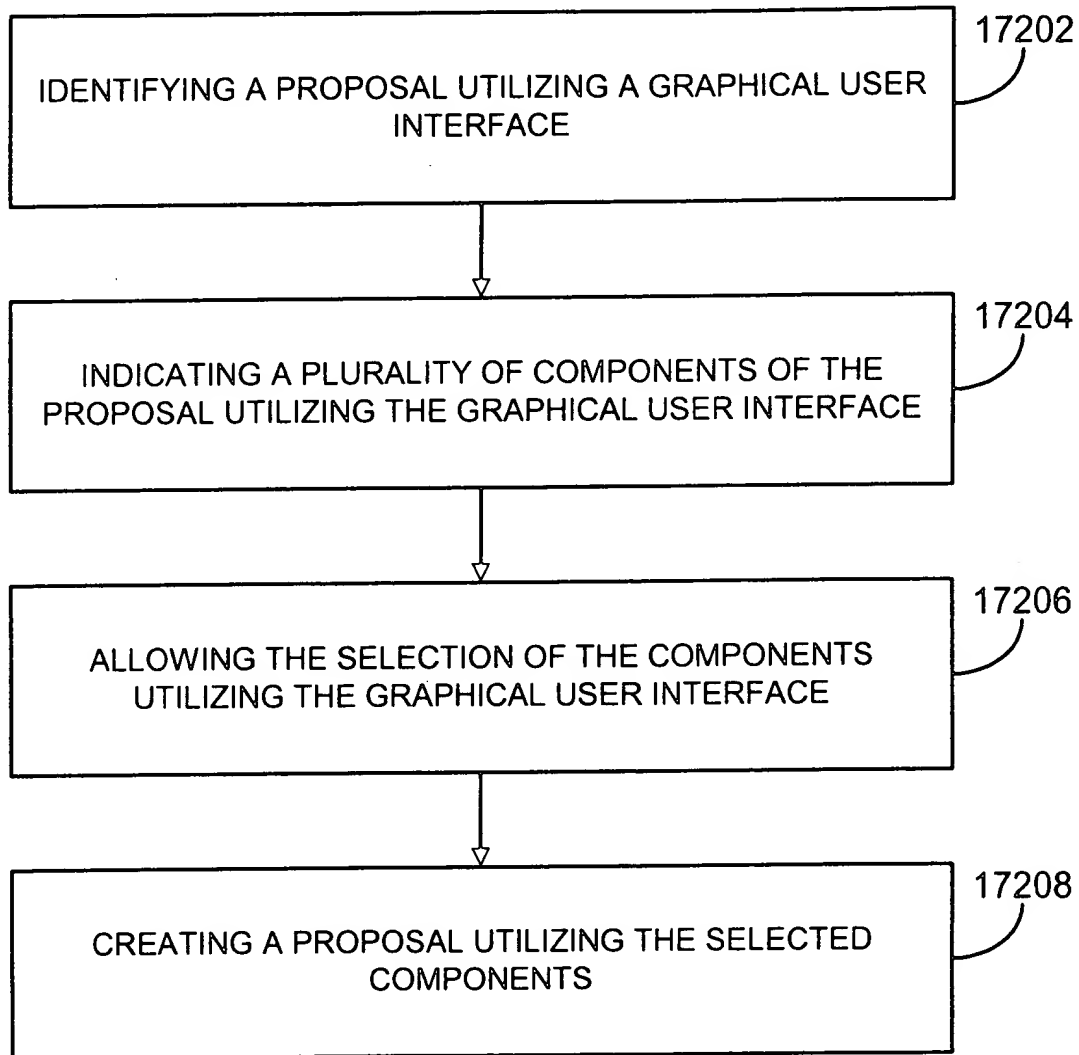 17202
IDENTIFYING A PROPOSAL UTILIZING A GRAPHICAL USER
INTERFACE
17204
INDICATING A PLURALITY OF COMPONENTS OF THE
PROPOSAL UTILIZING THE GRAPHICAL USER INTERFACE
17206
ALLOWING THE SELECTION OF THE COMPONENTS
UTILIZING THE GRAPHICAL USER INTERFACE
17208
CREATING A PROPOSAL UTILIZING THE SELECTED
COMPONENTS